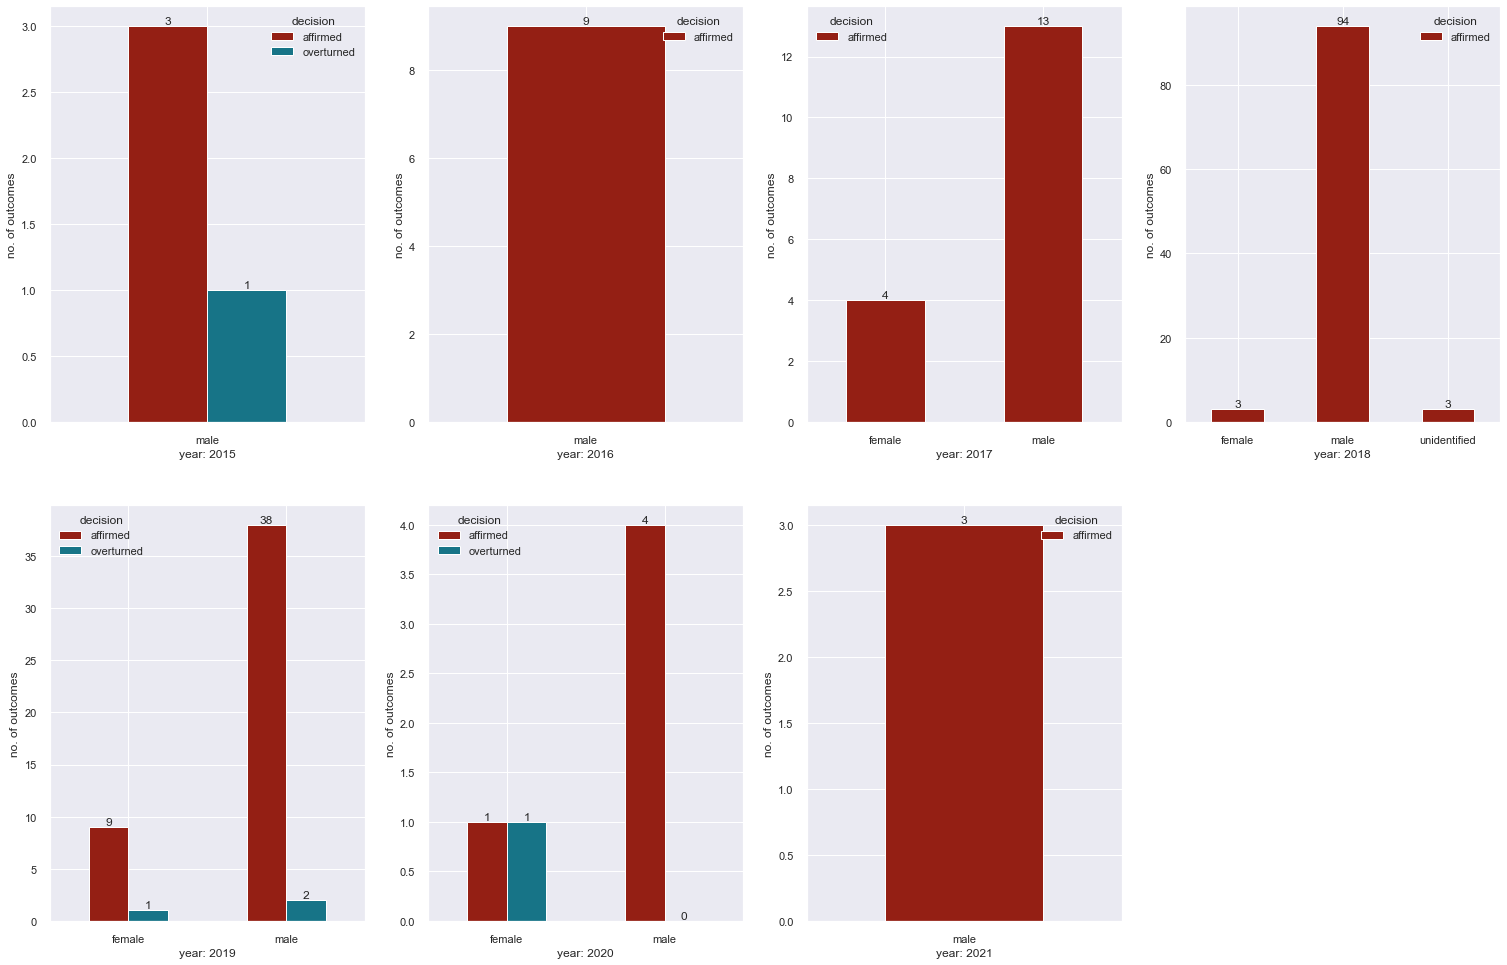 3
3.0
2.5
2.0
1.5
1.0
0.5
0.0
1
decision
affirmed
overturned
no. of outcomes
male
year: 2015
9
8
6
4
2
0
decision
affirmed
no. of outcomes
male
year: 2016
13
12
10
8
6
4
2
0
4
decision
affirmed
no. of outcomes
female male
year: 2017
94
80
60
40
20
0
3
3
decision
affirmed
no. of outcomes
female male unidentified
year: 2018
38
35
30
25
20
15
10
5
0
9
1
2
decision
affirmed
overturned
no. of outcomes
female male
year: 2019
4
4.0
3.5
3.0
2.5
2.0
1.5
1.0
0.5
0.0
1
1
0
decision
affirmed
overturned
no. of outcomes
female male
year: 2020
3
3.0
2.5
2.0
1.5
1.0
0.5
0.0
decision
affirmed
no. of outcomes
male
year: 2021